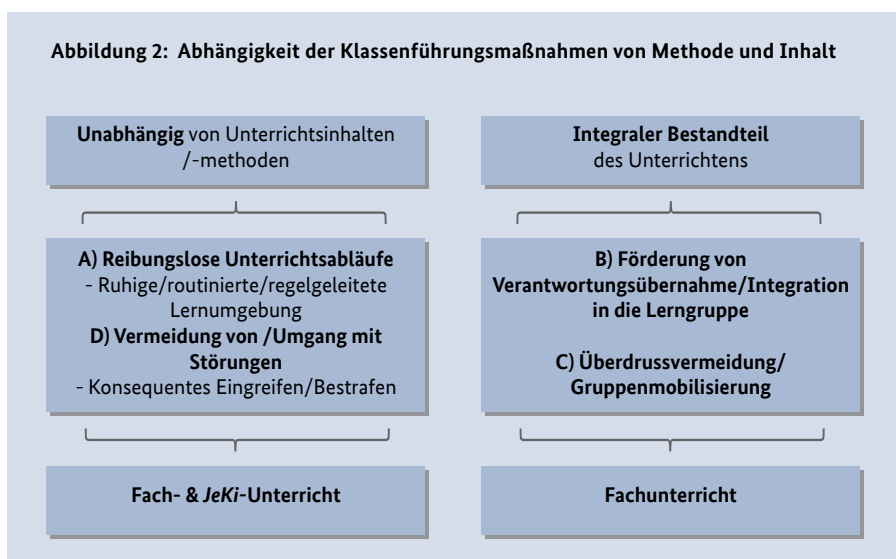 Abbildung 2: Abhängigkeit der Klassenführungsmaßnahmen von Methode und Inhalt
Unabhängig von Unterrichtsinhalten
/-methoden
Integraler Bestandteil
des Unterrichtens
A) Reibungslose Unterrichtsabläufe
- Ruhige/routinierte/regelgeleitete
Lernumgebung
D) Vermeidung von /Umgang mit
Störungen
- Konsequentes Eingreifen/Bestrafen
B) Förderung von
Verantwortungsübernahme/Integration
in die Lerngruppe
C) Überdrussvermeidung/
Gruppenmobilisierung
Fach- & JeKi-Unterricht
Fachunterricht